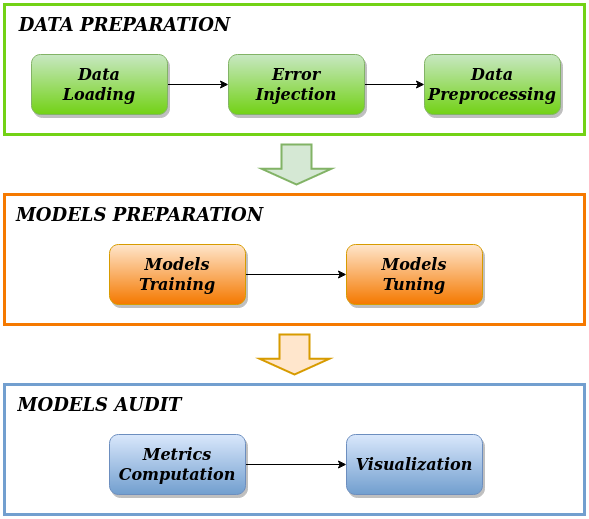 DATA PREPARATION
Data
Loading
Error
Injection
Data
Preprocessing
MODELS PREPARATION
Models
Training
Models
Tuning
MODELS AUDIT
Metrics
Computation
Visualization